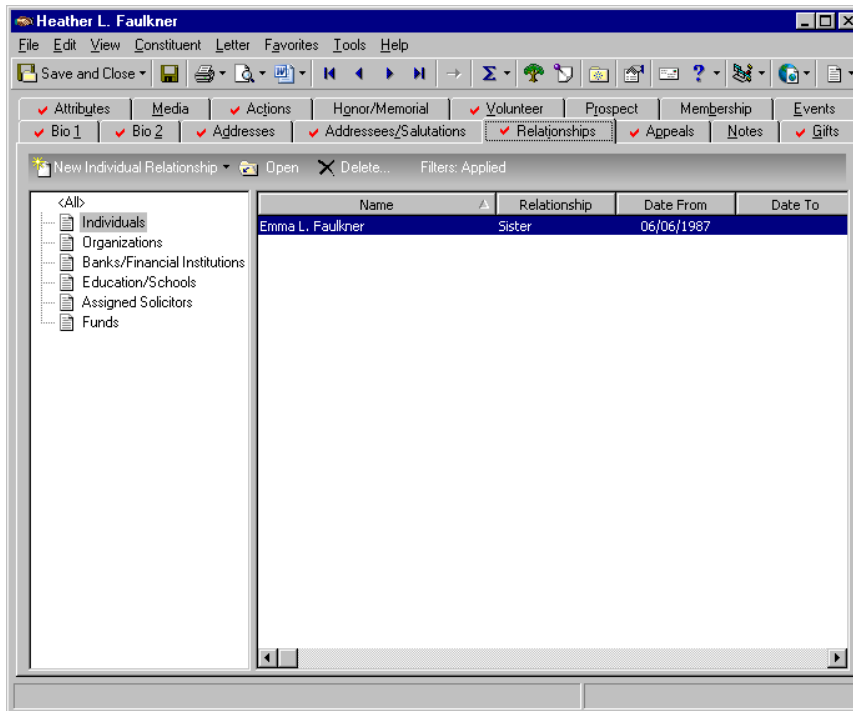 Heather L. Faulkner
File Edit View Constituent Letter Favorites Tools Help
Save and Close
Attributes Media Actions Honor/Memorial Volunteer Prospect Membership Events
Bio 1 Bio 2 Addresses Addressees/Salutations Relationships Appeals Notes Gifts
New Individual Relationship Open Delete... Filters: Applied
<All> Name Relationship Date From Date To
Individuals Emma L. Faulkner Sister 06/06/1987
Organizations
Banks/Financial Institutions
Education/Schools
Assigned Solicitors
Funds